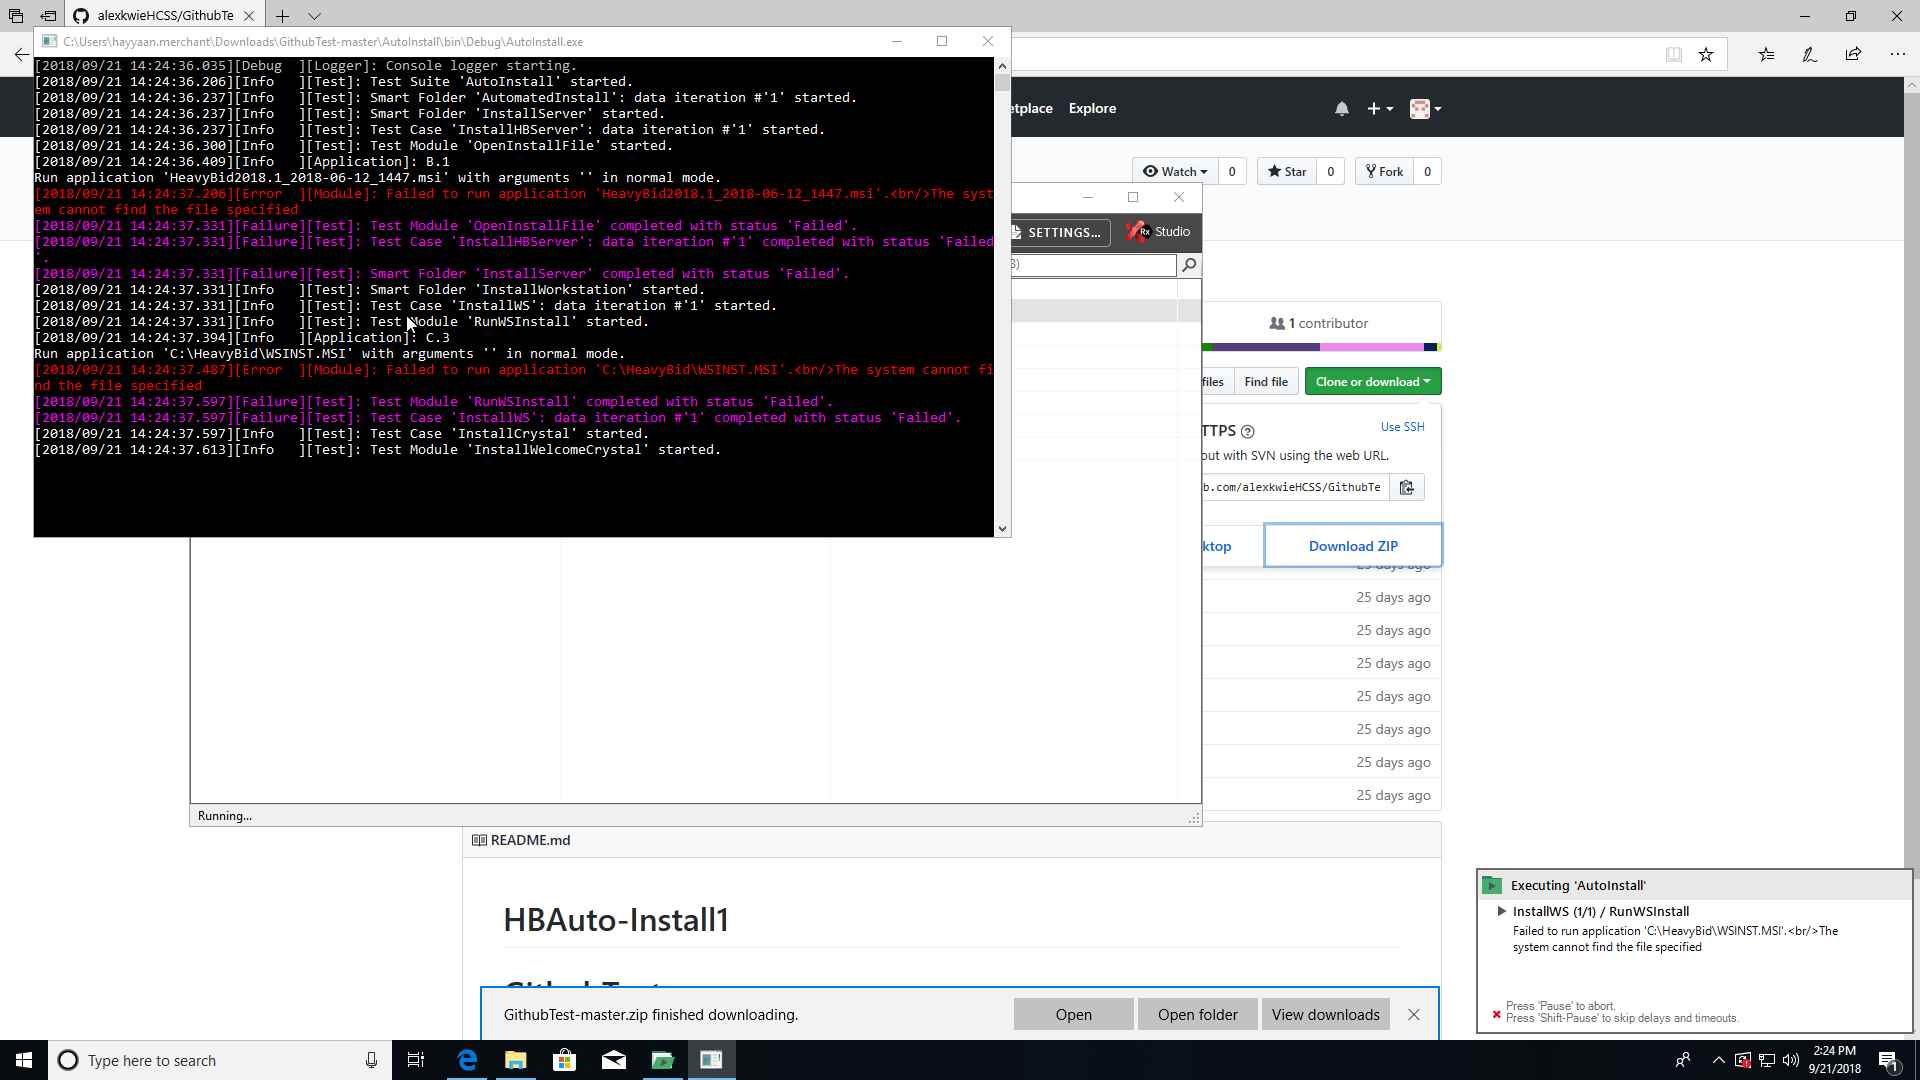 alexkwieHCSS/GithubTe
C:\Users\hayyaan.merchant\Downloads\GithubTest-master\AutoInstall\bin\Debug\AutoInstall.exe
[2018/09/21 14:24:36.035][Debug  ][Logger]: Console logger starting.
[2018/09/21 14:24:36.206][Info   ][Test]: Test Suite 'AutoInstall' started.
[2018/09/21 14:24:36.237][Info   ][Test]: Smart Folder 'AutomatedInstall': data iteration #'1' started.
[2018/09/21 14:24:36.237][Info   ][Test]: Smart Folder 'InstallServer' started.
[2018/09/21 14:24:36.237][Info   ][Test]: Test Case 'InstallHBServer': data iteration #'1' started.
[2018/09/21 14:24:36.300][Info   ][Test]: Test Module 'OpenInstallFile' started.
[2018/09/21 14:24:36.409][Info   ][Application]: B.1
Run application 'HeavyBid2018.1_2018-06-12_1447.msi' with arguments '' in normal mode.
[2018/09/21 14:24:37.206][Error  ][Module]: Failed to run application 'HeavyBid2018.1_2018-06-12_1447.msi'.<br/>The syst
em cannot find the file specified
[2018/09/21 14:24:37.331][Failure][Test]: Test Module 'OpenInstallFile' completed with status 'Failed'.
[2018/09/21 14:24:37.331][Failure][Test]: Test Case 'InstallHBServer': data iteration #'1' completed with status 'Failed
'.
[2018/09/21 14:24:37.331][Failure][Test]: Smart Folder 'InstallServer' completed with status 'Failed'.
[2018/09/21 14:24:37.331][Info   ][Test]: Smart Folder 'InstallWorkstation' started.
[2018/09/21 14:24:37.331][Info   ][Test]: Test Case 'InstallWS': data iteration #'1' started.
[2018/09/21 14:24:37.331][Info   ][Test]: Test Module 'RunWSInstall' started.
[2018/09/21 14:24:37.394][Info   ][Application]: C.3
Run application 'C:\HeavyBid\WSINST.MSI' with arguments '' in normal mode.
[2018/09/21 14:24:37.487][Error  ][Module]: Failed to run application 'C:\HeavyBid\WSINST.MSI'.<br/>The system cannot fi
nd the file specified
[2018/09/21 14:24:37.597][Failure][Test]: Test Module 'RunWSInstall' completed with status 'Failed'.
[2018/09/21 14:24:37.597][Failure][Test]: Test Case 'InstallWS': data iteration #'1' completed with status 'Failed'.
[2018/09/21 14:24:37.597][Info   ][Test]: Test Case 'InstallCrystal' started.
[2018/09/21 14:24:37.613][Info   ][Test]: Test Module 'InstallWelcomeCrystal' started.
etplace Explore
Watch 0 Star 0 Fork 0
SETTINGS... Rx Studio
1 contributor
files Find file Clone or download
TTPS Use SSH
out with SVN using the web URL.
b.com/alexkwieHCSS/GithubTe
ktop Download ZIP
25 days ago
25 days ago
25 days ago
25 days ago
25 days ago
25 days ago
25 days ago
25 days ago
Running...
README.md
HBAuto-Install1
GithubTest-master.zip finished downloading. Open Open folder View downloads
Executing 'AutoInstall'
InstallWS (1/1) / RunWSInstall
Failed to run application 'C:\HeavyBid\WSINST.MSI'.<br/>The
system cannot find the file specified
Press 'Pause' to abort.
Press 'Shift-Pause' to skip delays and timeouts.
Type here to search
2:24 PM
9/21/2018
1